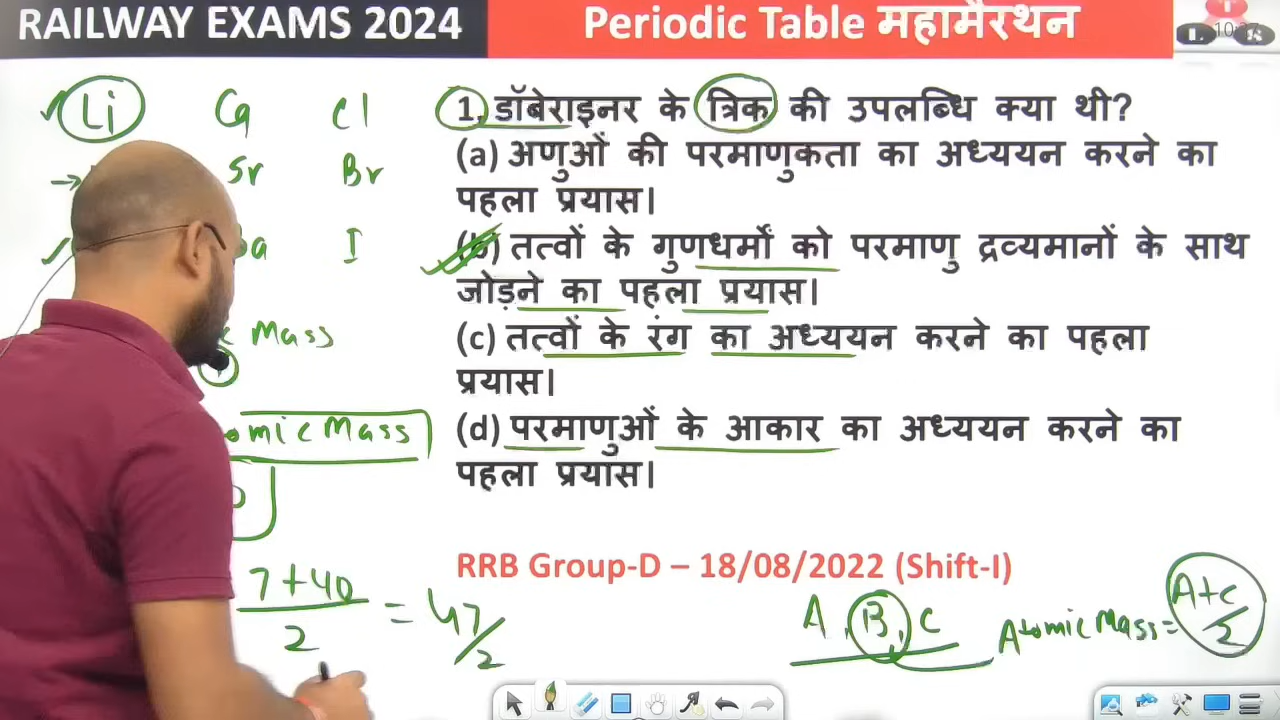 RAILWAY EXAMS 2024
Periodic Table महामैरथन
Li Ca Cl
Sr Br
I
Mass
omic Mass
7+40
2
= 47/2
1. डॉबेराइनर के त्रिक की उपलब्धि क्या थी?
(a) अणुओं की परमाणुकता का अध्ययन करने का
पहला प्रयास।
(b) तत्वों के गुणधर्मों को परमाणु द्रव्यमानों के साथ
जोड़ने का पहला प्रयास।
(c) तत्वों के रंग का अध्ययन करने का पहला
प्रयास।
(d) परमाणुओं के आकार का अध्ययन करने का
पहला प्रयास।
RRB Group-D – 18/08/2022 (Shift-I)
A, B, C Atomic Mass = A+C/2